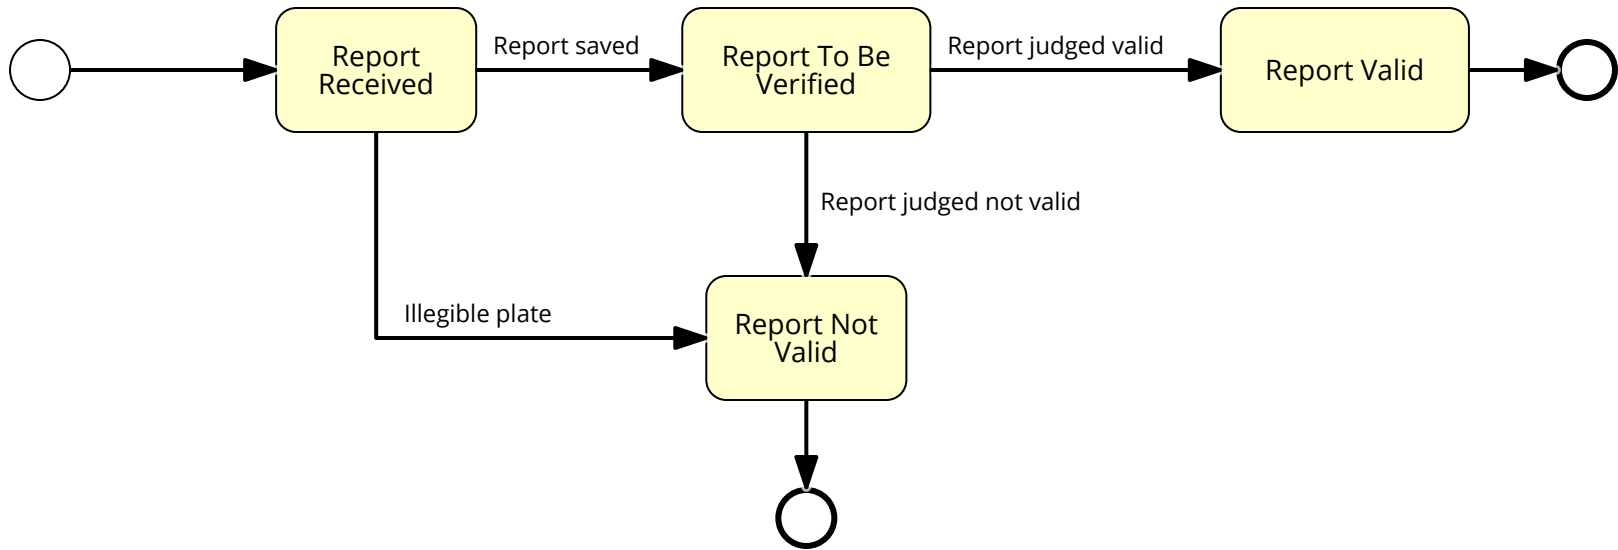 Report
Received
Report saved
Report To Be
Verified
Report judged valid
Report Valid
Report judged not valid
Illegible plate
Report Not
Valid